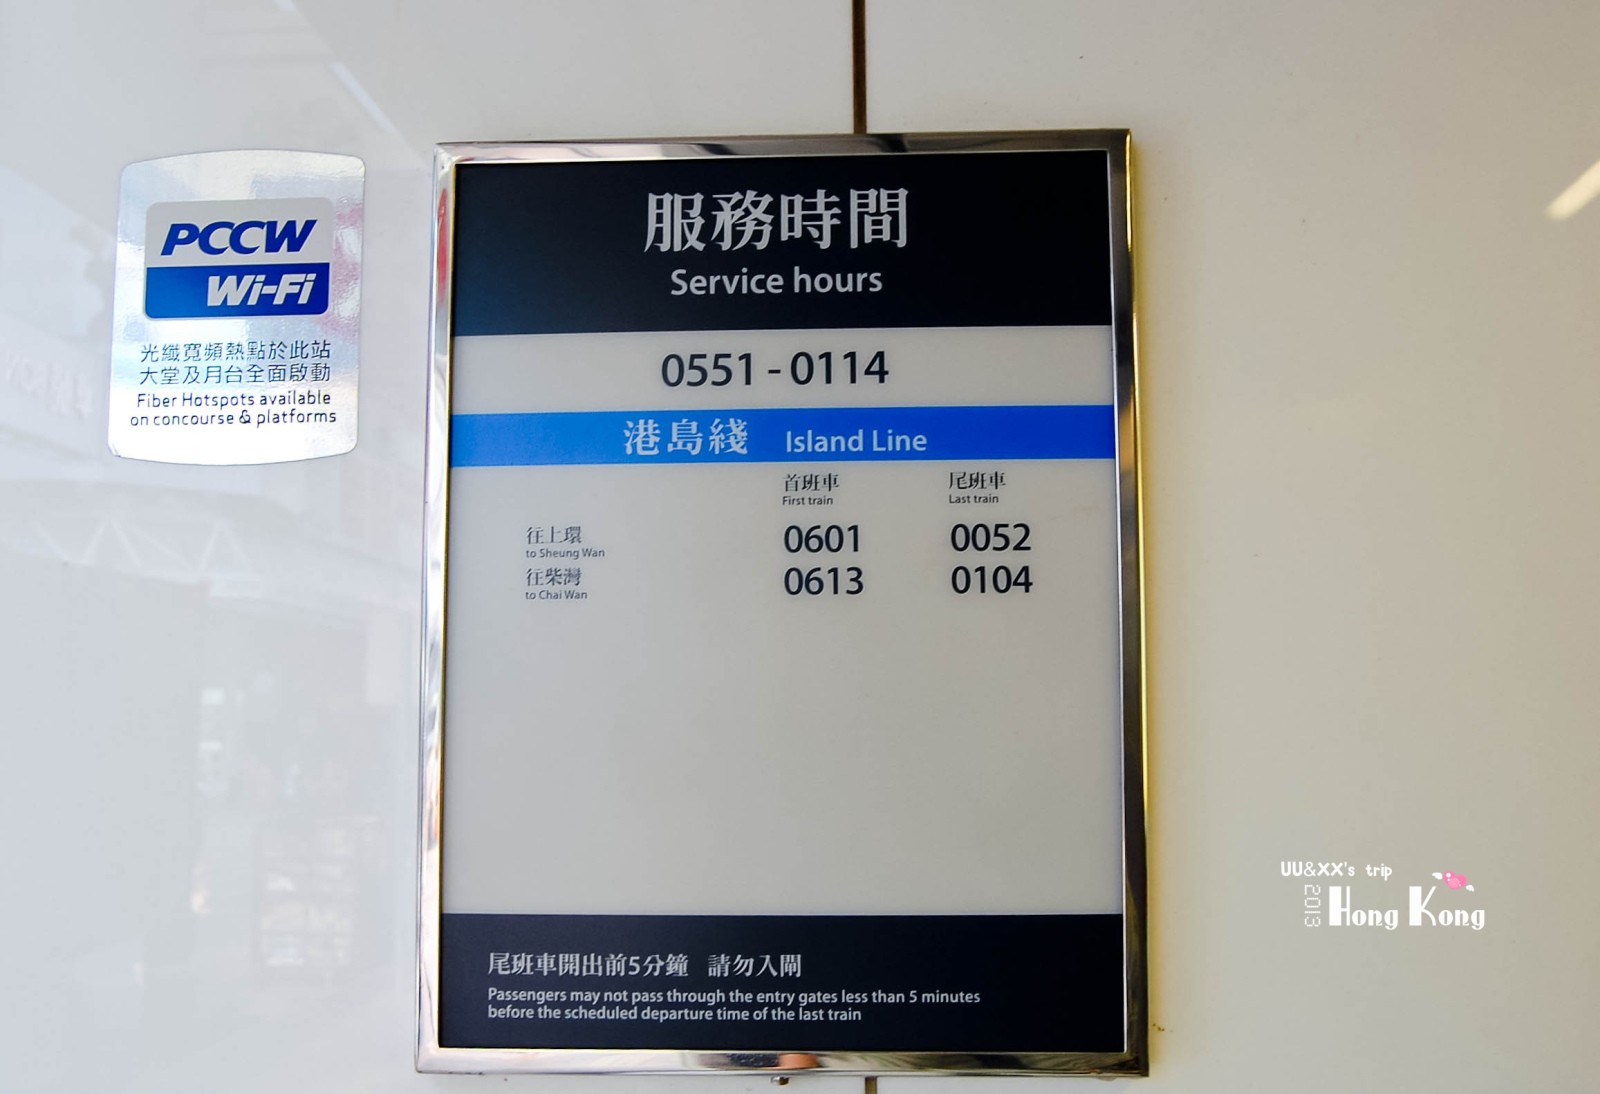 PCCW
Wi-Fi
光纖寬頻熱點於此站
大堂及月台全面啟動
Fiber Hotspots available
on concourse & platforms
服務時間
Service hours
0551 - 0114
港島綫 Island Line
首班車 尾班車
First train Last train
往上環 0601 0052
to Sheung Wan
往柴灣 0613 0104
to Chai Wan
尾班車開出前5分鐘 請勿入閘
Passengers may not pass through the entry gates less than 5 minutes
before the scheduled departure time of the last train
UU&XX's trip
2013 Hong Kong